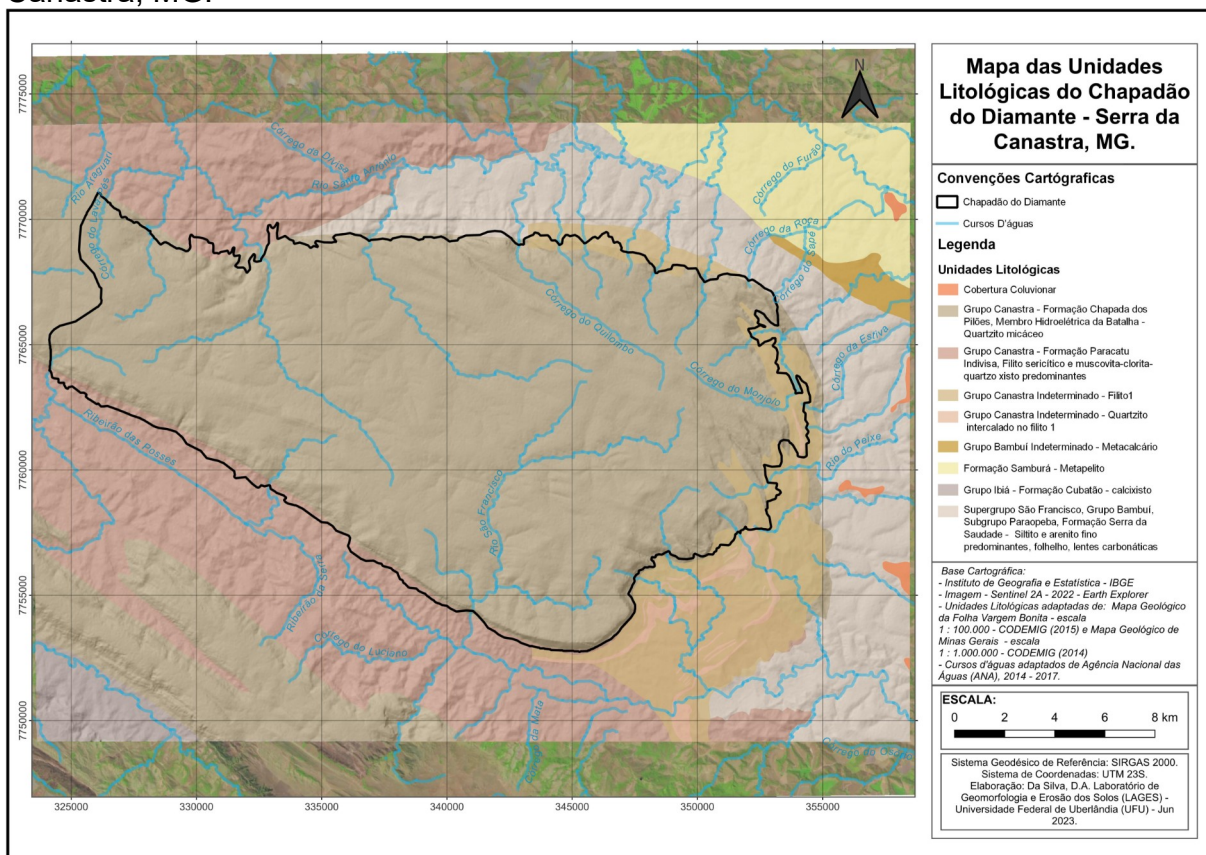 Canastra, MG.
Mapa das Unidades
Litológicas do Chapadão
do Diamante - Serra da
Canastra, MG.
Convenções Cartógraficas
Chapadão do Diamante
Cursos D'águas
Legenda
Unidades Litológicas
Cobertura Coluvionar
Grupo Canastra - Formação Chapada dos
Pilões, Membro Hidroelétrica da Batalha -
Quartzito micáceo
Grupo Canastra - Formação Paracatu
Indivisa, Filito sericítico e muscovita-clorita-
quartzo xisto predominantes
Grupo Canastra Indeterminado - Filito1
Grupo Canastra Indeterminado - Quartzito
intercalado no filito 1
Grupo Bambuí Indeterminado - Metacalcário
Formação Samburá - Metapelito
Grupo Ibiá - Formação Cubatão - calcixisto
Supergrupo São Francisco, Grupo Bambuí,
Subgrupo Paraopeba, Formação Serra da
Saudade - Siltito e arenito fino
predominantes, folhelho, lentes carbonáticas
Base Cartográfica:
- Instituto de Geografia e Estatística - IBGE
- Imagem - Sentinel 2A - 2022 - Earth Explorer
- Unidades Litológicas adaptadas de: Mapa Geológico
da Folha Vargem Bonita - escala
1 : 100.000 - CODEMIG (2015) e Mapa Geológico de
Minas Gerais - escala
1 : 1.000.000 - CODEMIG (2014)
- Cursos d'águas adaptados de Agência Nacional das
Águas (ANA), 2014 - 2017.
ESCALA:
0 2 4 6 8 km
Sistema Geodésico de Referência: SIRGAS 2000.
Sistema de Coordenadas: UTM 23S.
Elaboração: Da Silva, D.A. Laboratório de
Geomorfologia e Erosão dos Solos (LAGES) -
Universidade Federal de Uberlândia (UFU) - Jun
2023.
N
7775000
7770000
7765000
7760000
7755000
7750000
325000 330000 335000 340000 345000 350000 355000
Rio Araguari
Córrego da Divisa
Rio Santo Antônio
Córrego do Furão
Córrego da Roça
Córrego do Sapé
Córrego da Estiva
Córrego do Quilombo
Córrego do Monjolo
Rio do Peixe
Rio São Francisco
Ribeirão das Posses
Ribeirão da Serra
Córrego do Luciano
Córrego da Mata